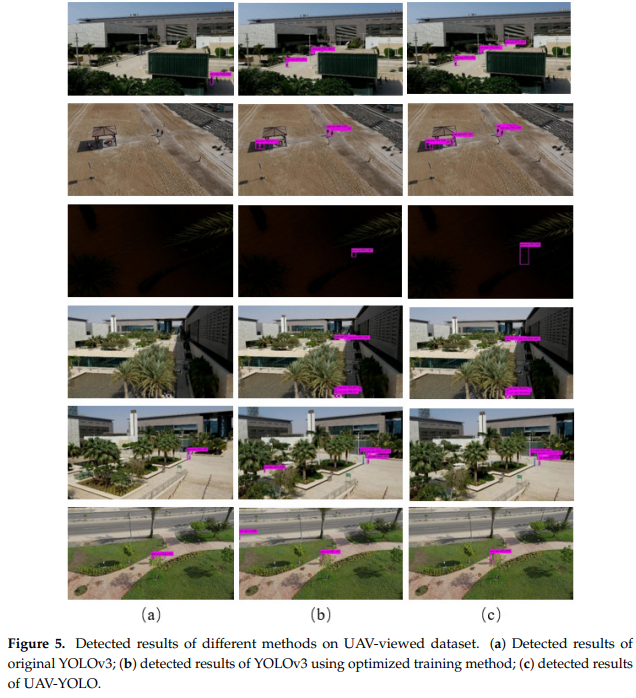 (a)
(b)
(c)
Figure 5. Detected results of different methods on UAV-viewed dataset. (a) Detected results of
original YOLOv3; (b) detected results of YOLOv3 using optimized training method; (c) detected results
of UAV-YOLO.